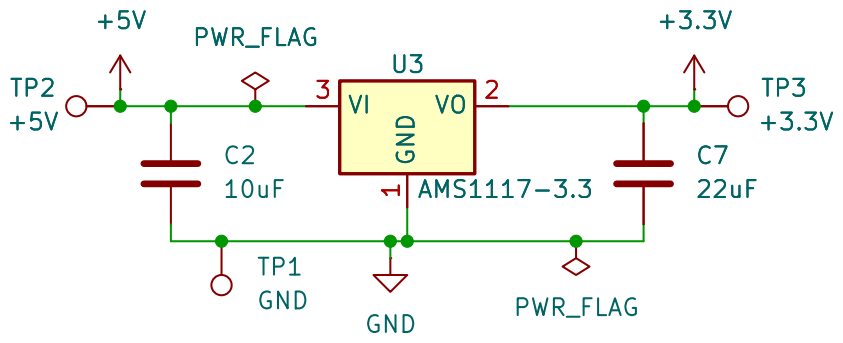 +5V
+3.3V
PWR_FLAG
U3
TP2
3
2
TP3
+5V
VI
VO
+3.3V
GND
C2
C7
10uF
1
AMS1117-3.3
22uF
TP1
GND
PWR_FLAG
GND